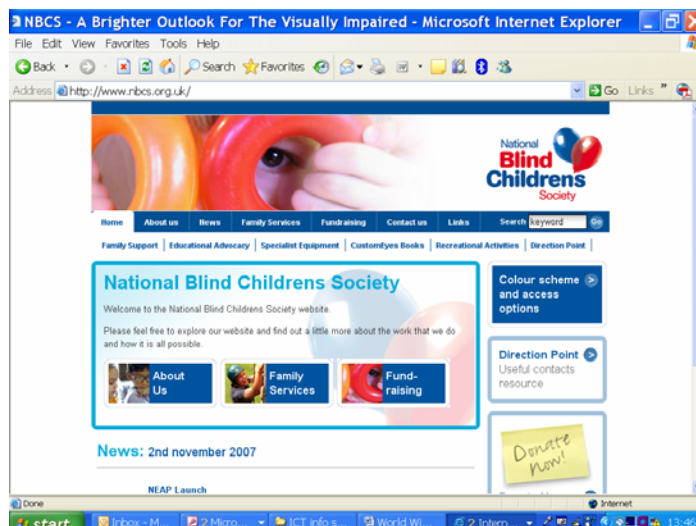 NBCS - A Brighter Outlook For The Visually Impaired - Microsoft Internet Explorer
File Edit View Favorites Tools Help
Back Search Favorites
Address http://www.nbcs.org.uk/ Go Links »
National
Blind
Childrens
Society
Home About us News Family Services Fundraising Contact us Links Search keyword Go
Family Support | Educational Advocacy | Specialist Equipment | CustomEyes Books | Recreational Activities | Direction Point |
National Blind Childrens Society
Welcome to the National Blind Childrens Society website.
Please feel free to explore our website and find out a little more about the work that we do
and how it is all possible.
About
Us
Family
Services
Fund-
raising
Colour scheme
and access
options
Direction Point
Useful contacts
resource
Donate
now!
News: 2nd november 2007
NEAP Launch
Done Internet
start Inbox - M... 2 Micro... ICT info s... World Wi... 2 Intern...